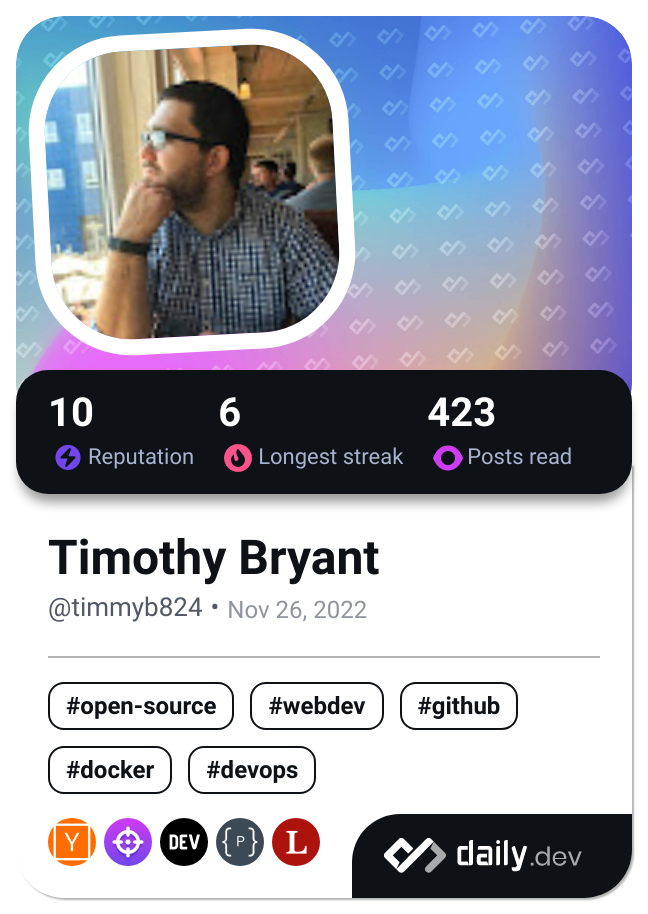 10 6 423
Reputation Longest streak Posts read
Timothy Bryant
@timmyb824 • Nov 26, 2022
#open-source #webdev #github
#docker #devops
Y DEV {P} L
daily.dev